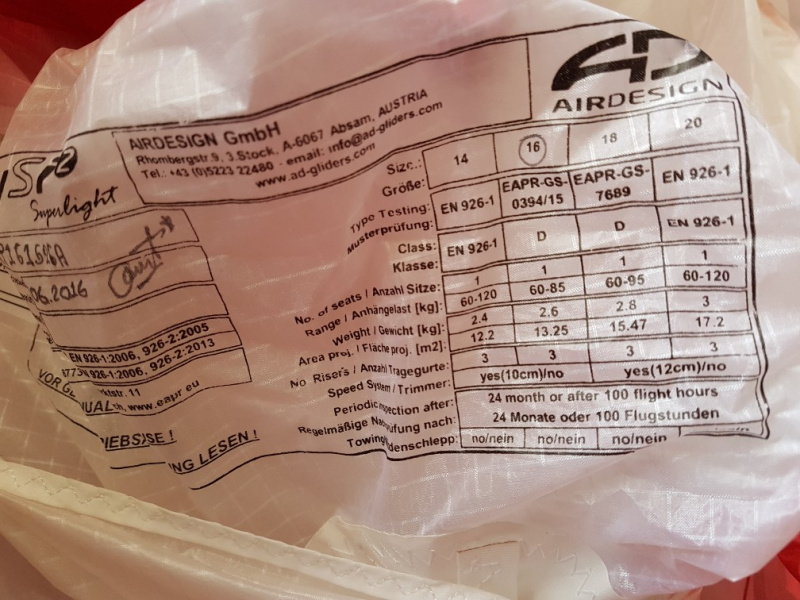 AD
AIRDESIGN
AIRDESIGN GmbH
Rhombergstr.9, 3.Stock, A-6067 Absam, AUSTRIA
Tel.: +43 (0)5223 22480 - email: info@ad-gliders.com
www.ad-gliders.com
Superlight
06.2016
EN 926-1:2006, 926-2:2005
926-1:2006, 926-2:2013
www.eapr.eu
LESEN !
Size.: 14 16 18 20
Größe:
Type Testing: EN 926-1 EAPR-GS-0394/15 EAPR-GS-7689 EN 926-1
Musterprüfung:
Class: EN 926-1 D D EN 926-1
Klasse:
No. of seats / Anzahl Sitze: 1 1 1 1
Range / Anhängelast [kg]: 60-120 60-85 60-95 60-120
Weight / Gewicht [kg]: 2.4 2.6 2.8 3
Area proj. / Fläche proj. [m2]: 12.2 13.25 15.47 17.2
No Riser's / Anzahl Tragegurte: 3 3 3 3
Speed System / Trimmer: yes(10cm)/no yes(12cm)/no
Periodic after: 24 month or after 100 flight hours
Regelmäßige nach: 24 Monate oder 100 Flugstunden
Towing no/nein no/nein no/nein